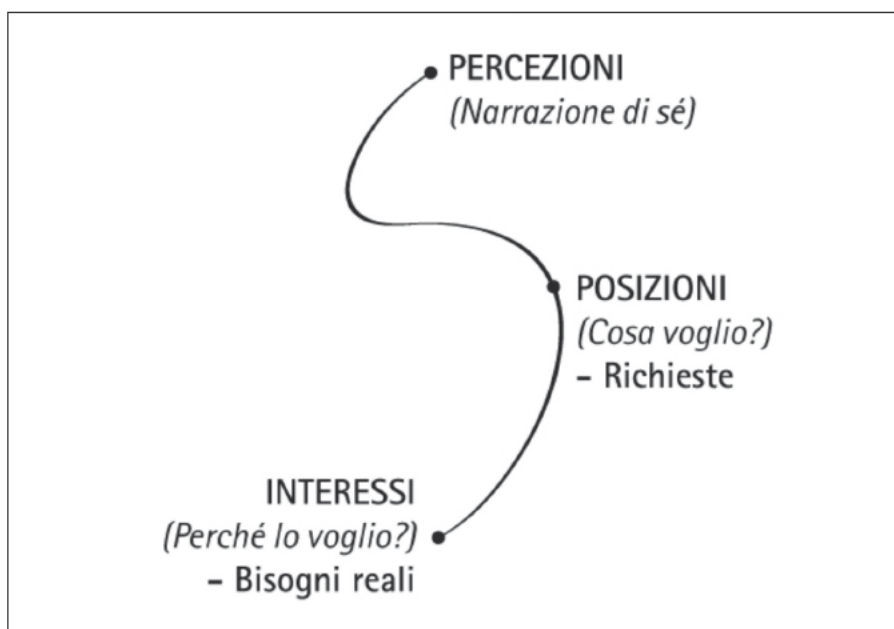 PERCEZIONI
(Narrazione di sé)
POSIZIONI
(Cosa voglio?)
– Richieste
INTERESSI
(Perché lo voglio?)
– Bisogni reali